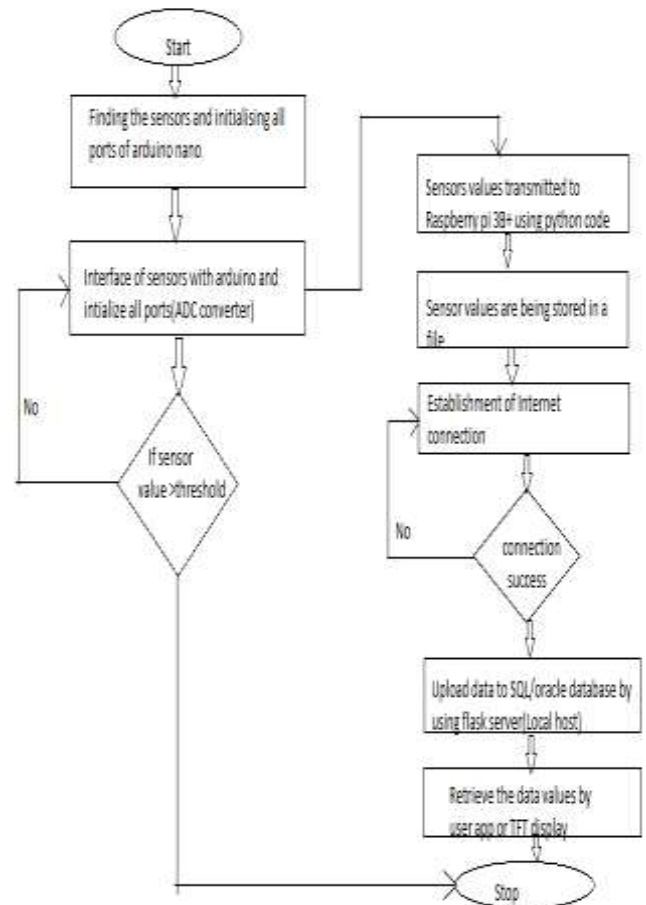 Start
Finding the sensors and initialising all
ports of arduino nano
Interface of sensors with arduino and
intialize all ports(ADC converter)
No
If sensor
value >threshold
Sensors values transmitted to
Raspberry pi 3B+ using python code
Sensor values are being stored in a
file
Establishment of Internet
connection
No
connection
success
Upload data to SQL/oracle database by
using flask server(Local host)
Retrieve the data values by
user app or TFT display
Stop